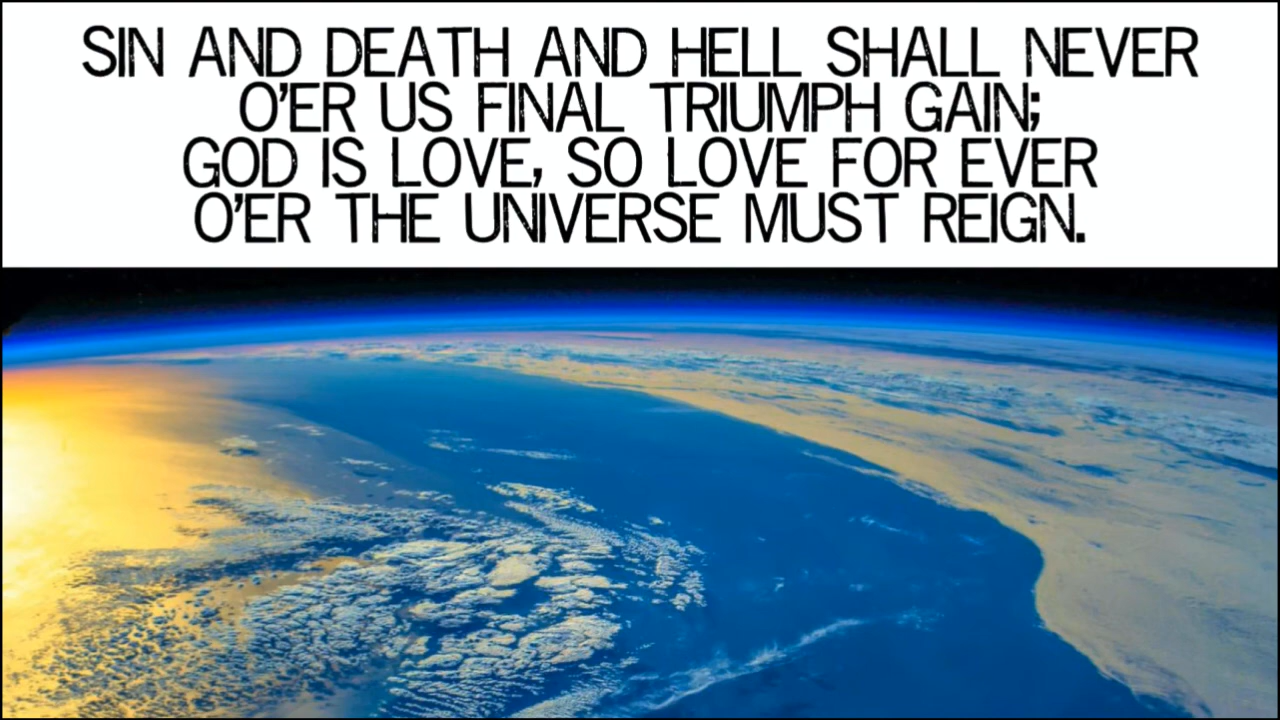 SIN AND DEATH AND HELL SHALL NEVER
O'ER US FINAL TRIUMPH GAIN;
GOD IS LOVE, SO LOVE FOR EVER
O'ER THE UNIVERSE MUST REIGN.